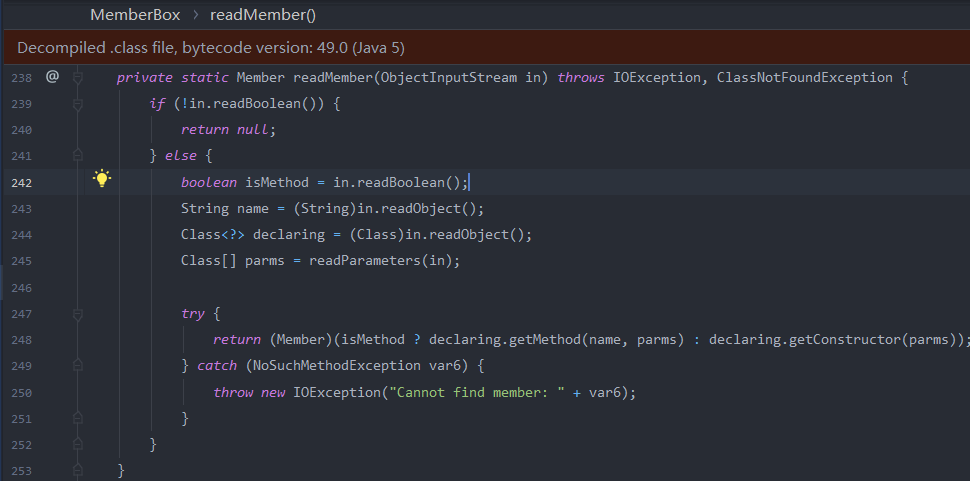 MemberBox > readMember()
Decompiled .class file, bytecode version: 49.0 (Java 5)
238 @ private static Member readMember(ObjectInputStream in) throws IOException, ClassNotFoundException {
239 if (!in.readBoolean()) {
240 return null;
241 } else {
242 boolean isMethod = in.readBoolean();
243 String name = (String)in.readObject();
244 Class<?> declaring = (Class)in.readObject();
245 Class[] parms = readParameters(in);
246
247 try {
248 return (Member)(isMethod ? declaring.getMethod(name, parms) : declaring.getConstructor(parms));
249 } catch (NoSuchMethodException var6) {
250 throw new IOException("Cannot find member: " + var6);
251 }
252 }
253 }